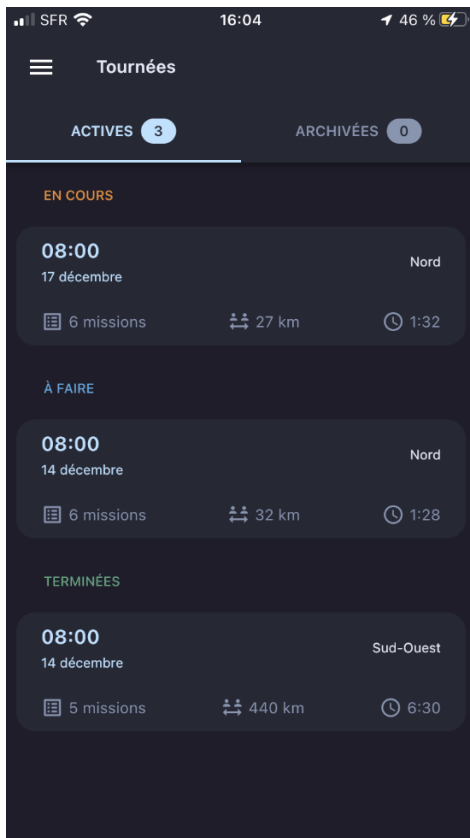 SFR 16:04 46 %
Tournées
ACTIVES 3 ARCHIVÉES 0
EN COURS
08:00
Nord
17 décembre
6 missions 27 km 1:32
À FAIRE
08:00
Nord
14 décembre
6 missions 32 km 1:28
TERMINÉES
08:00
Sud-Ouest
14 décembre
5 missions 440 km 6:30